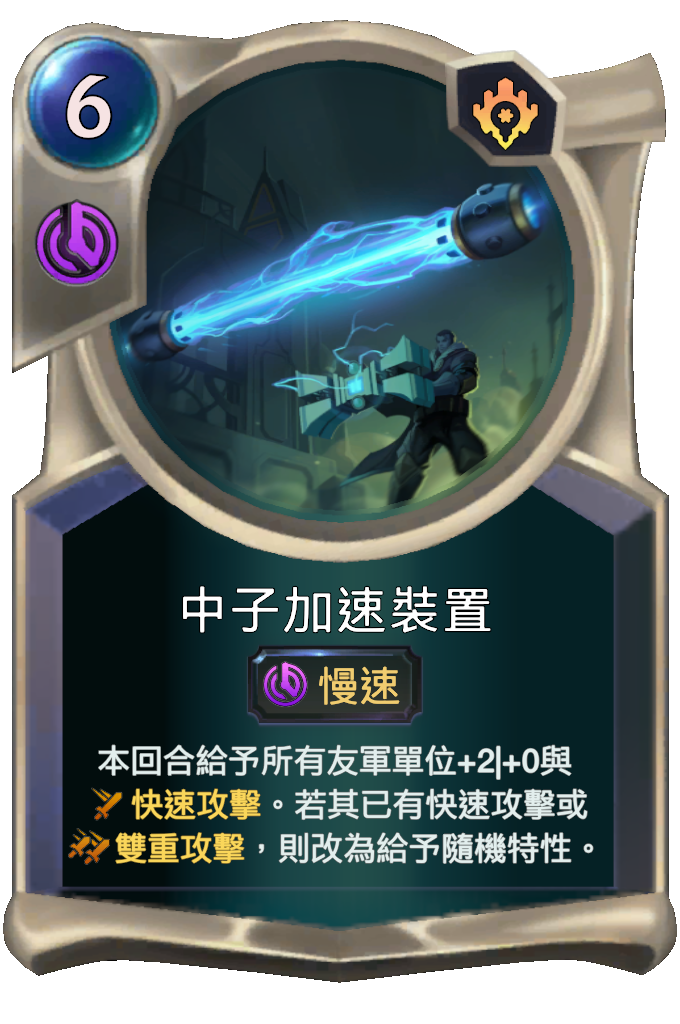 6
中子加速裝置
慢速
本回合給予所有友軍單位+2|+0與
快速攻擊。若其已有快速攻擊或
雙重攻擊，則改為給予隨機特性。